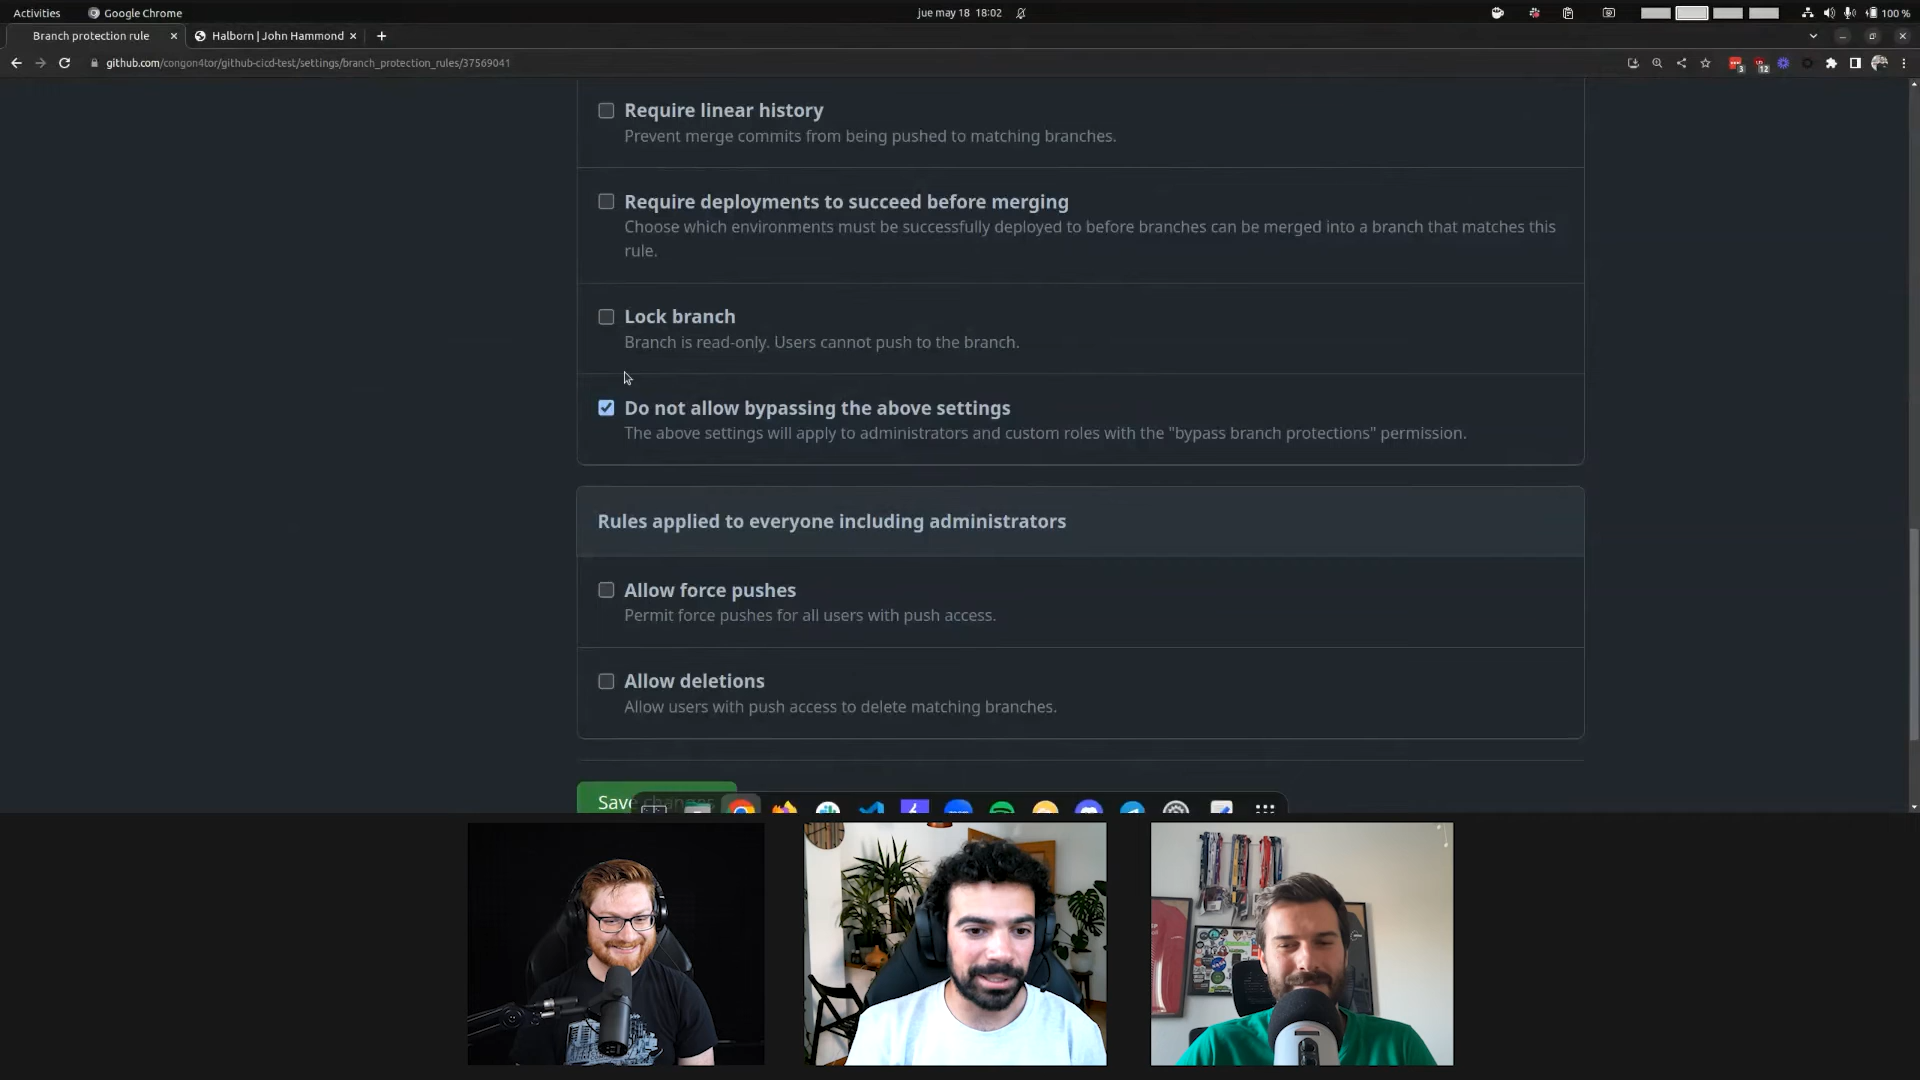 Activities
Google Chrome
jue may 18 18:02
100 %
Branch protection rule
Halborn | John Hammond
github.com/congon4tor/github-cicd-test/settings/branch_protection_rules/37569041
3
12
Require linear history
Prevent merge commits from being pushed to matching branches.
Require deployments to succeed before merging
Choose which environments must be successfully deployed to before branches can be merged into a branch that matches this
rule.
Lock branch
Branch is read-only. Users cannot push to the branch.
Do not allow bypassing the above settings
The above settings will apply to administrators and custom roles with the "bypass branch protections" permission.
Rules applied to everyone including administrators
Allow force pushes
Permit force pushes for all users with push access.
Allow deletions
Allow users with push access to delete matching branches.
Save changes